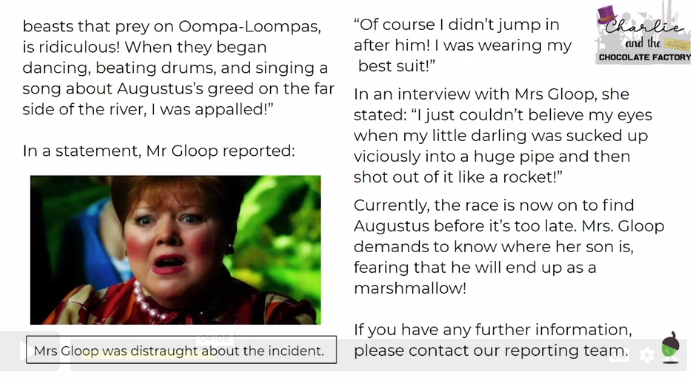 beasts that prey on Oompa-Loompas,
is ridiculous! When they began
dancing, beating drums, and singing a
song about Augustus’s greed on the far
side of the river, I was appalled!”
In a statement, Mr Gloop reported:
Mrs Gloop was distraught about the incident.
“Of course I didn’t jump in
after him! I was wearing my
best suit!”
In an interview with Mrs Gloop, she
stated: “I just couldn’t believe my eyes
when my little darling was sucked up
viciously into a huge pipe and then
shot out of it like a rocket!”
Currently, the race is now on to find
Augustus before it’s too late. Mrs. Gloop
demands to know where her son is,
fearing that he will end up as a
marshmallow!
If you have any further information,
please contact our reporting team.
Charlie
and the
CHOCOLATE FACTORY
04:08